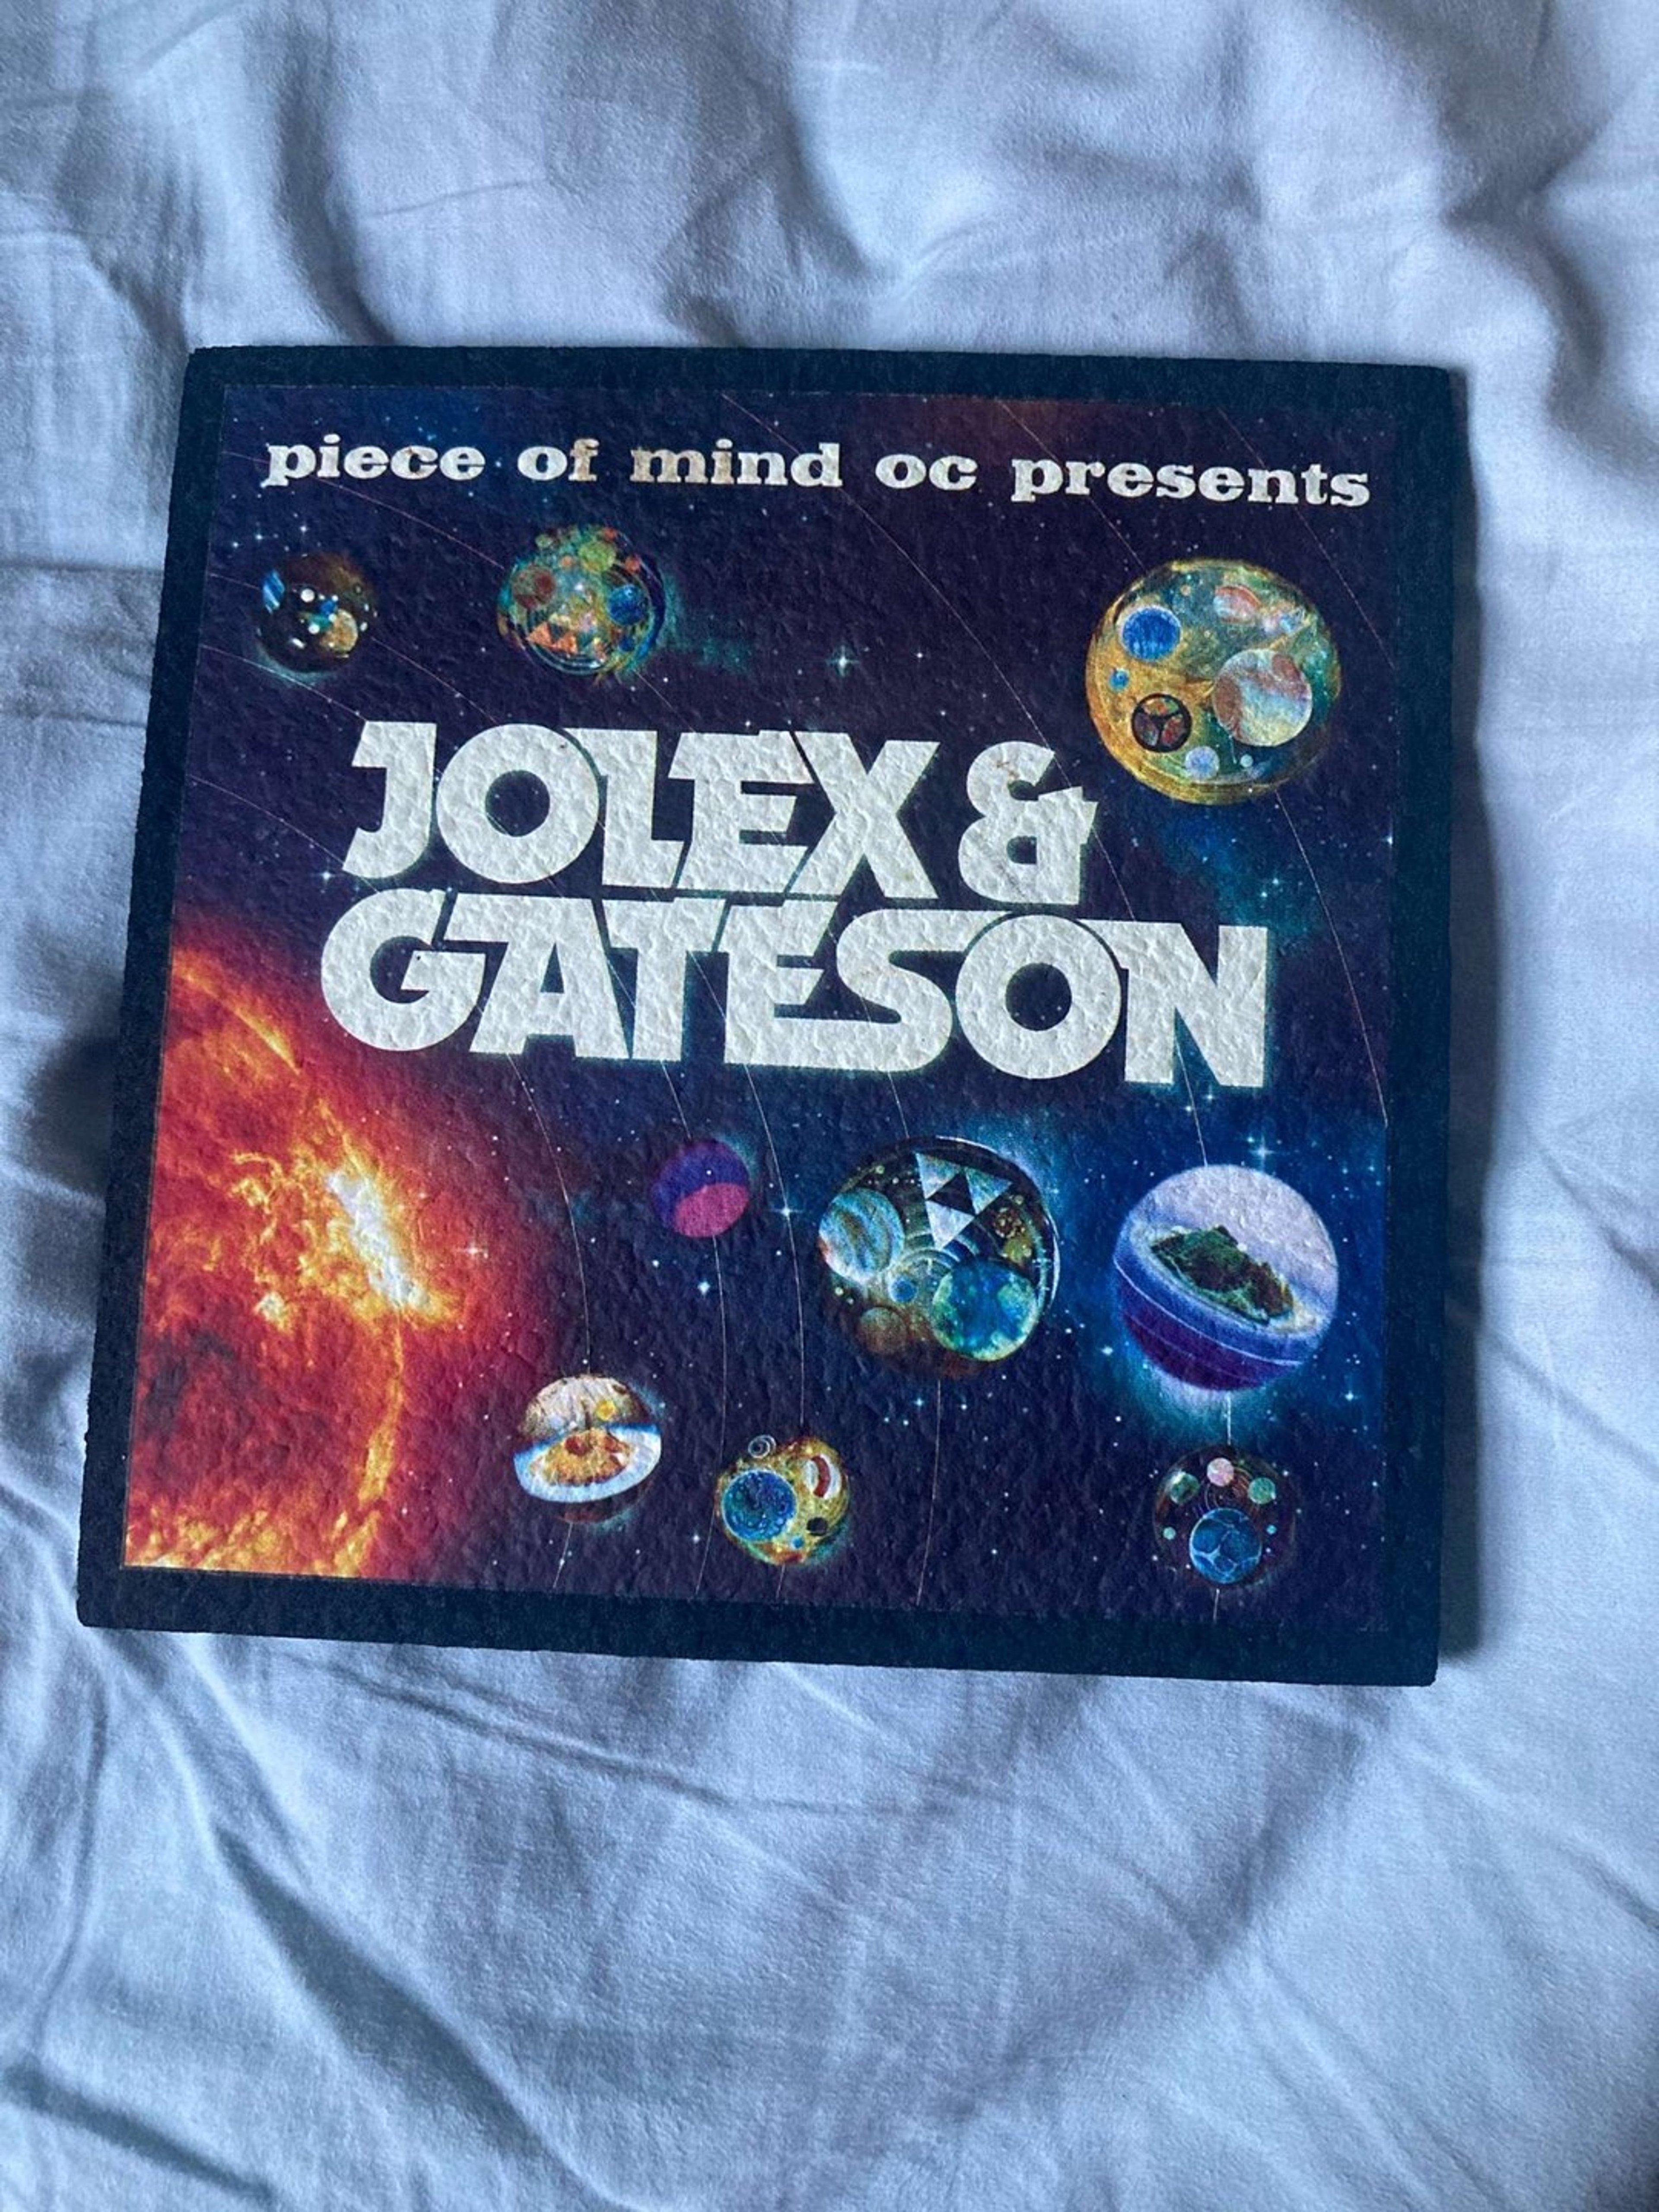 piece of mind oc presents
JOLEX &
GATESON